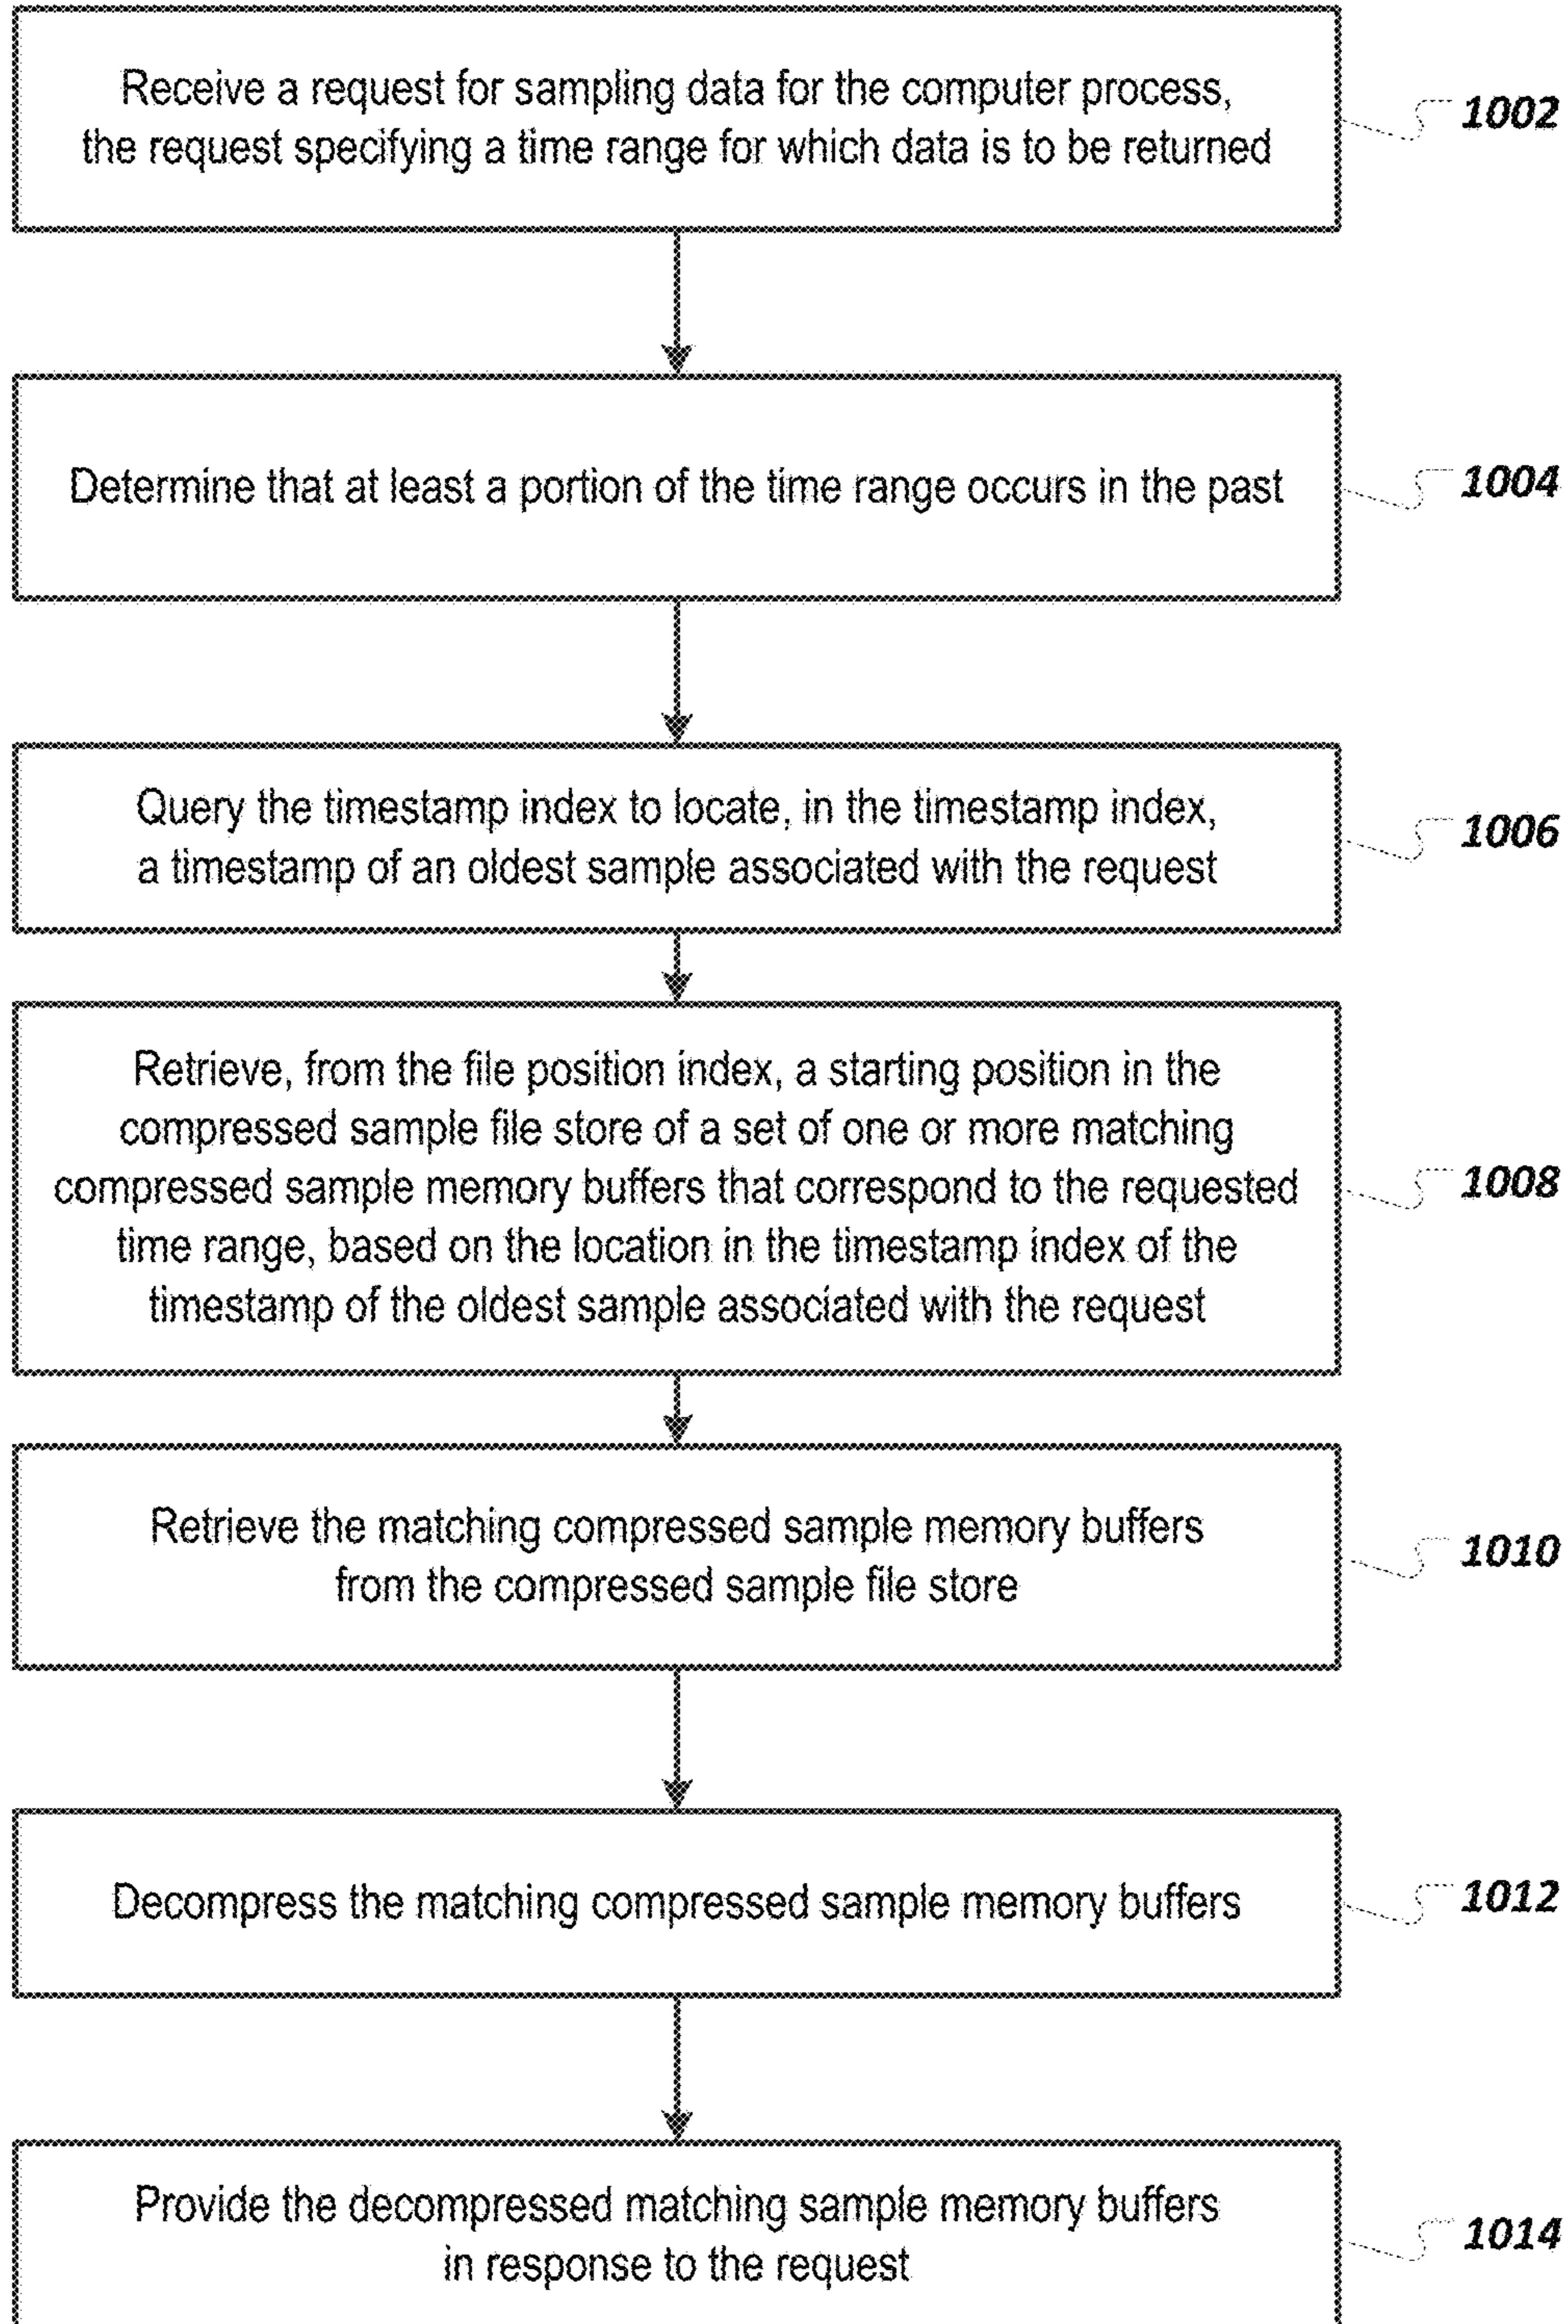 Receive a request for sampling data for the computer process,
the request specifying a time range for which data is to be returned
1002
Determine that at least a portion of the time range occurs in the past
1004
Query the timestamp index to locate, in the timestamp index,
a timestamp of an oldest sample associated with the request
1006
Retrieve, from the file position index, a starting position in the
compressed sample file store of a set of one or more matching
compressed sample memory buffers that correspond to the requested
time range, based on the location in the timestamp index of the
timestamp of the oldest sample associated with the request
1008
Retrieve the matching compressed sample memory buffers
from the compressed sample file store
1010
Decompress the matching compressed sample memory buffers
1012
Provide the decompressed matching sample memory buffers
in response to the request
1014